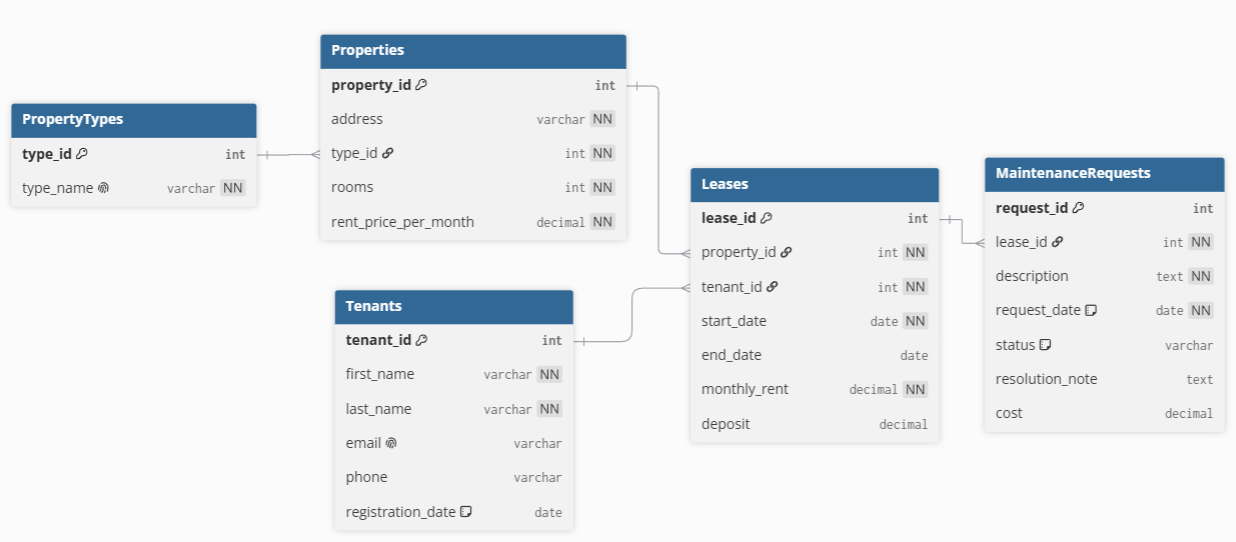 PropertyTypes
type_id int
type_name varchar NN
Properties
property_id int
address varchar NN
type_id int NN
rooms int NN
rent_price_per_month decimal NN
Tenants
tenant_id int
first_name varchar NN
last_name varchar NN
email varchar
phone varchar
registration_date date
Leases
lease_id int
property_id int NN
tenant_id int NN
start_date date NN
end_date date
monthly_rent decimal NN
deposit decimal
MaintenanceRequests
request_id int
lease_id int NN
description text NN
request_date date NN
status varchar
resolution_note text
cost decimal